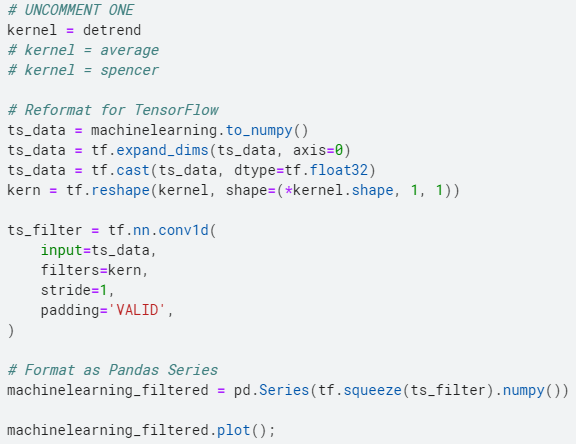 # UNCOMMENT ONE
kernel = detrend
# kernel = average
# kernel = spencer

# Reformat for TensorFlow
ts_data = machinelearning.to_numpy()
ts_data = tf.expand_dims(ts_data, axis=0)
ts_data = tf.cast(ts_data, dtype=tf.float32)
kern = tf.reshape(kernel, shape=(*kernel.shape, 1, 1))

ts_filter = tf.nn.conv1d(
    input=ts_data,
    filters=kern,
    stride=1,
    padding='VALID',
)

# Format as Pandas Series
machinelearning_filtered = pd.Series(tf.squeeze(ts_filter).numpy())

machinelearning_filtered.plot();